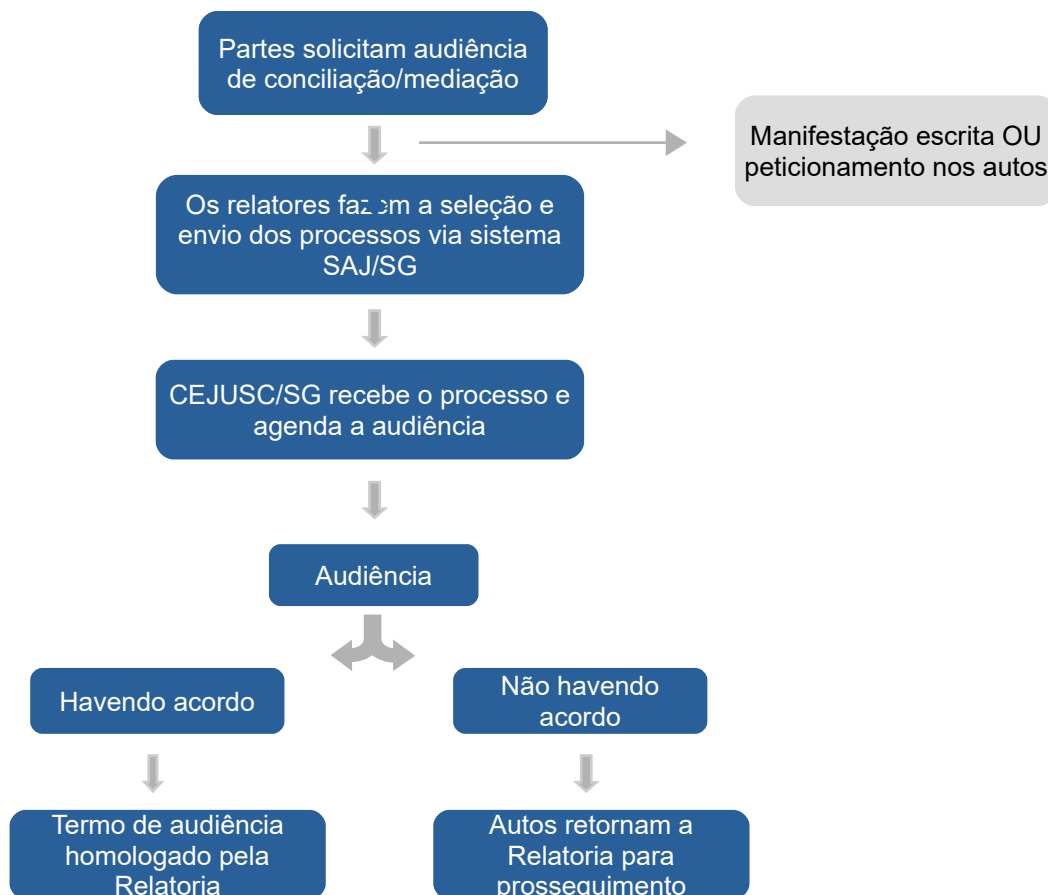 Partes solicitam audiência
de conciliação/mediação
Manifestação escrita OU
peticionamento nos autos
Os relatores fazem a seleção e
envio dos processos via sistema
SAJ/SG
CEJUSC/SG recebe o processo e
agenda a audiência
Audiência
Havendo acordo
Não havendo
acordo
Termo de audiência
homologado pela
Relatoria
Autos retornam a
Relatoria para
prosseguimento